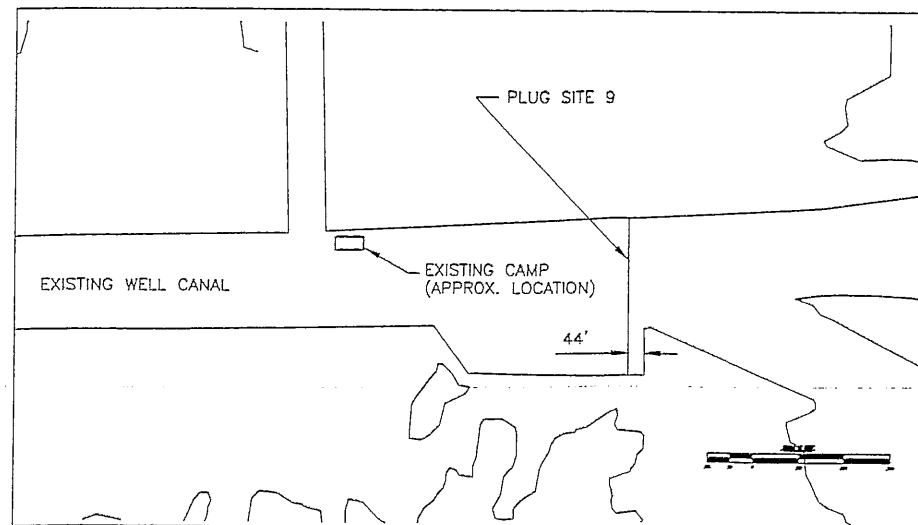 PLUG SITE 9
EXISTING CAMP
(APPROX. LOCATION)
EXISTING WELL CANAL
44'